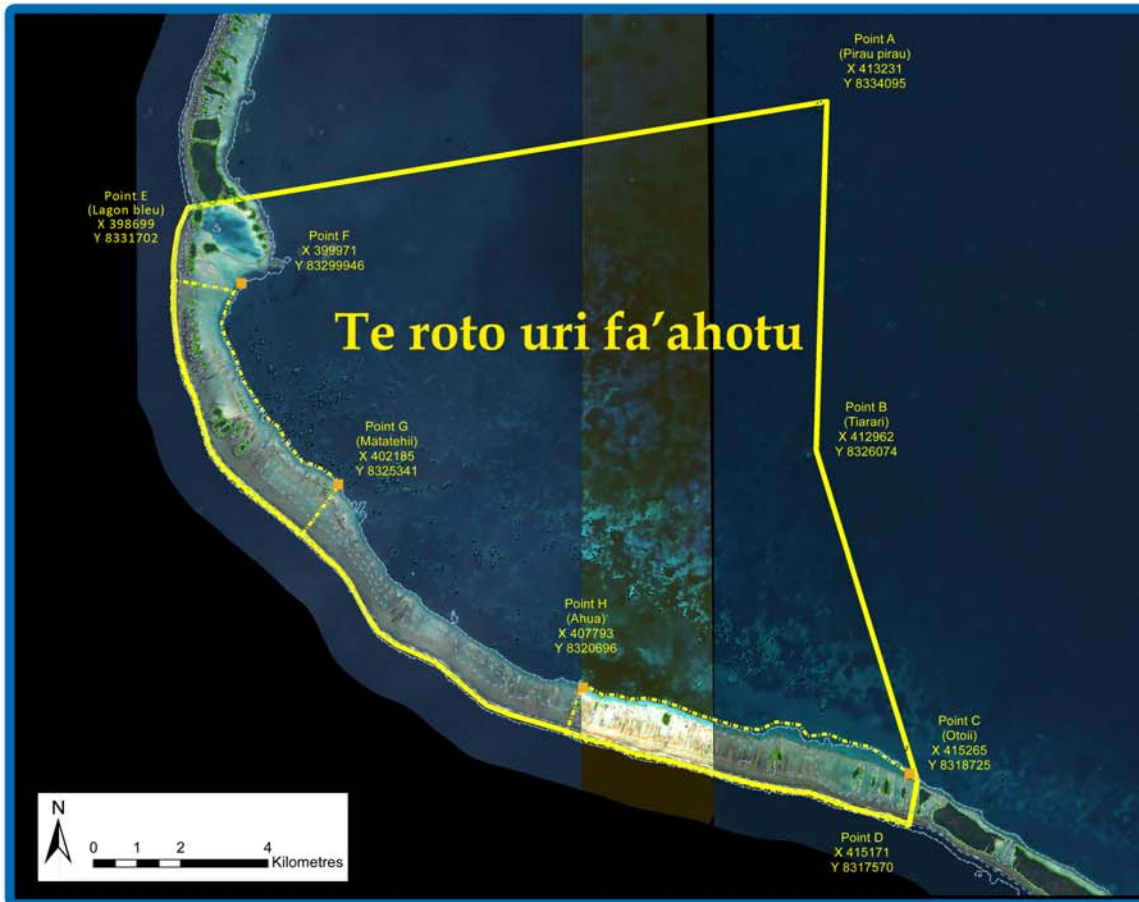 Point A
(Pirau pirau)
X 413231
Y 8334095
Point E
(Lagon bleu)
X 398699
Y 8331702
Point F
X 399971
Y 83299946
Te roto uri fa’ahotu
Point B
(Tiarari)
X 412962
Y 8326074
Point G
(Matatehii)
X 402185
Y 8325341
Point H
(Ahua)
X 407793
Y 8320696
Point C
(Otoii)
X 415265
Y 8318725
Point D
X 415171
Y 8317570
N
0 1 2 4
Kilometres